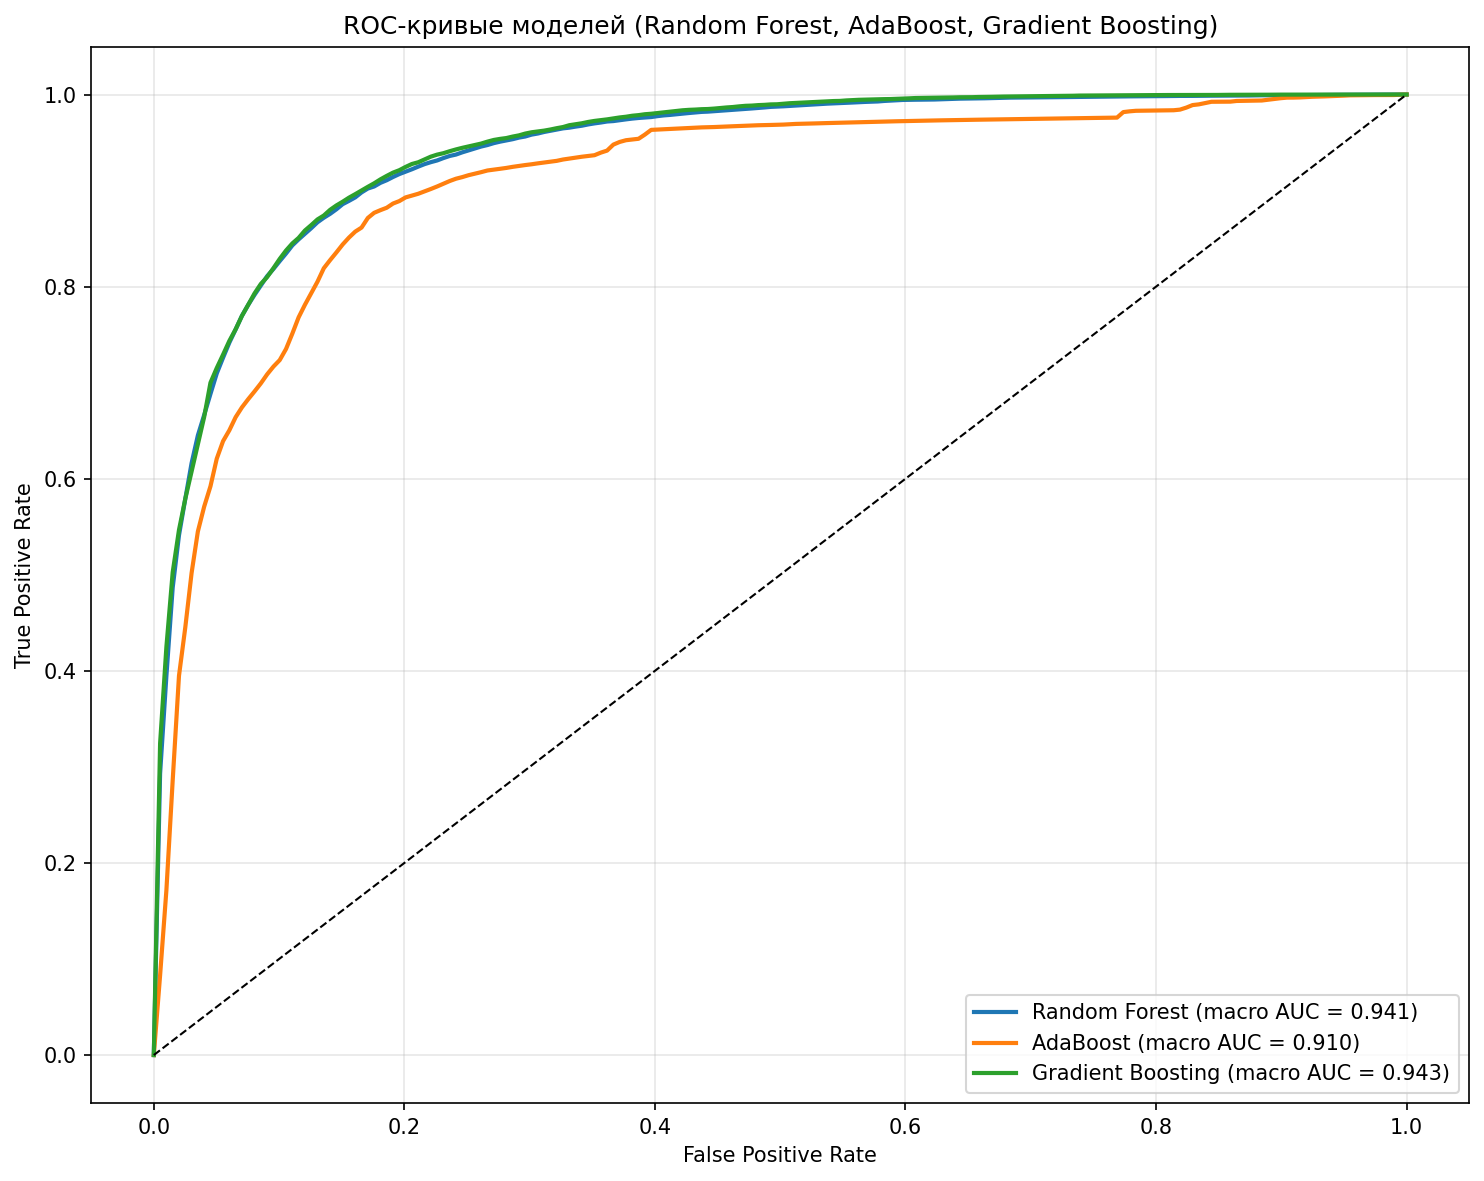 ROC-кривые моделей (Random Forest, AdaBoost, Gradient Boosting)
True Positive Rate
1.0
0.8
0.6
0.4
0.2
0.0
Random Forest (macro AUC = 0.941)
AdaBoost (macro AUC = 0.910)
Gradient Boosting (macro AUC = 0.943)
0.0 0.2 0.4 0.6 0.8 1.0
False Positive Rate